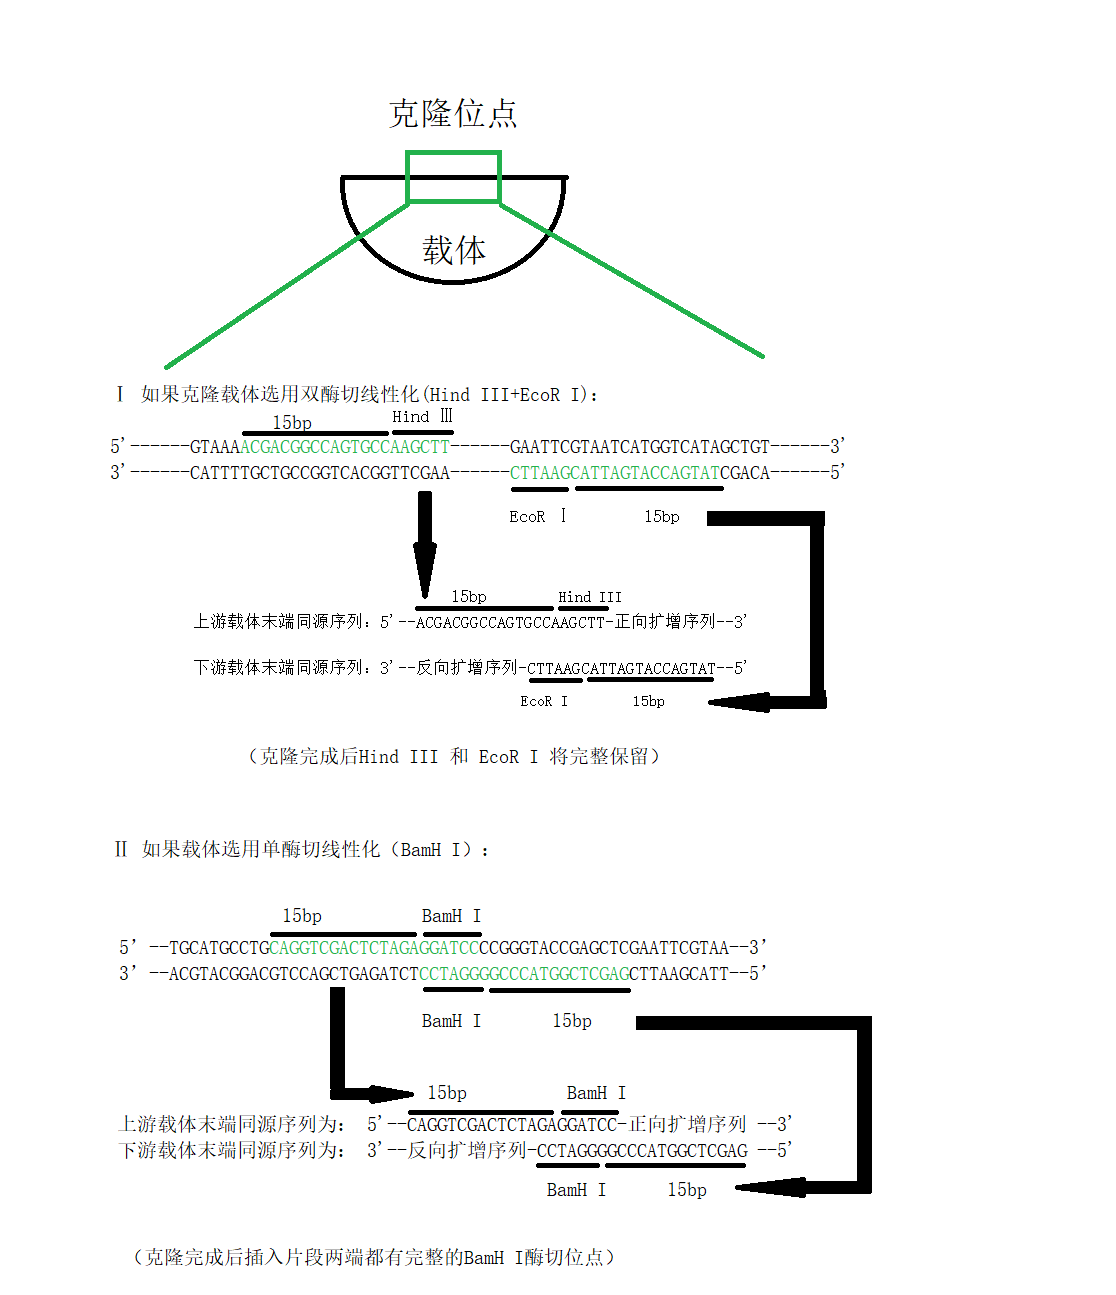 克隆位点
载体
Ⅰ 如果克隆载体选用双酶切线性化(Hind III+EcoR I):
15bp Hind Ⅲ
5'------GTAAAACGACGGCCAGTGCCAAGCTT------GAATTCGTAATCATGGTCATAGCTGT------3'
3'------CATTTTGCTGCCGGTCACGGTTCGAA------CTTAAGCATTAGTACCAGTATCGACA------5'
EcoR Ⅰ 15bp
15bp Hind III
上游载体末端同源序列: 5'--ACGACGGCCAGTGCCAAGCTT-正向扩增序列--3'
下游载体末端同源序列: 3'--反向扩增序列-CTTAAGCATTAGTACCAGTAT--5'
EcoR I 15bp
（克隆完成后Hind III 和 EcoR I 将完整保留）
Ⅱ 如果载体选用单酶切线性化（BamH I）:
15bp BamH I
5' --TGCATGCCTGCAGGTCGACTCTAGAGGATCCCCGGGTACCGAGCTCGAATTCGTAA--3'
3' --ACGTACGGACGTCCAGCTGAGATCTCCTAGGGGCCCATGGCTCGAGCTTAAGCATT--5'
BamH I 15bp
15bp BamH I
上游载体末端同源序列为: 5'--CAGGTCGACTCTAGAGGATCC-正向扩增序列 --3'
下游载体末端同源序列为: 3'--反向扩增序列-CCTAGGGGCCCATGGCTCGAG --5'
BamH I 15bp
（克隆完成后插入片段两端都有完整的BamH I酶切位点）